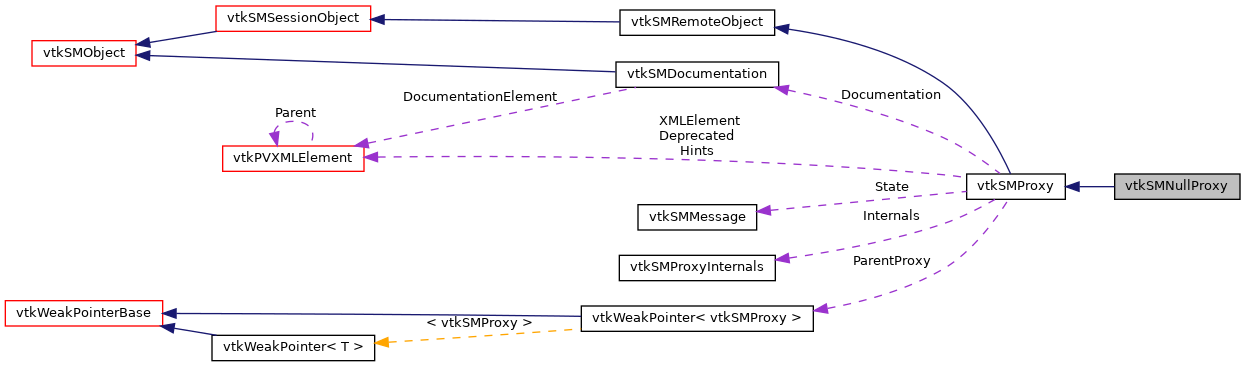 vtkSMSessionObject
vtkSMRemoteObject
vtkSMObject
vtkSMDocumentation
DocumentationElement
Documentation
Parent
XMLElement
Deprecated
Hints
vtkPVXMLElement
vtkSMProxy
vtkSMNullProxy
State
vtkSMMessage
Internals
vtkSMProxyInternals
ParentProxy
vtkWeakPointerBase
vtkWeakPointer< vtkSMProxy >
< vtkSMProxy >
vtkWeakPointer< T >